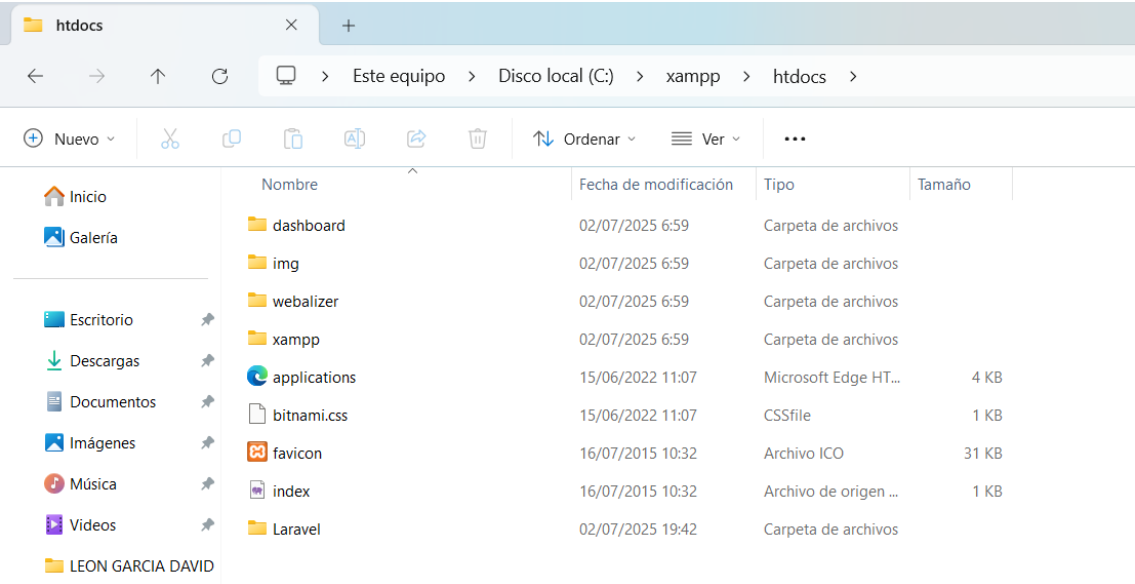 htdocs
Este equipo > Disco local (C:) > xampp > htdocs >
Nuevo Ordenar Ver
Nombre Fecha de modificación Tipo Tamaño
Inicio
Galería
Escritorio
Descargas
Documentos
Imágenes
Música
Videos
LEON GARCIA DAVID
dashboard 02/07/2025 6:59 Carpeta de archivos
img 02/07/2025 6:59 Carpeta de archivos
webalizer 02/07/2025 6:59 Carpeta de archivos
xampp 02/07/2025 6:59 Carpeta de archivos
applications 15/06/2022 11:07 Microsoft Edge HT... 4 KB
bitnami.css 15/06/2022 11:07 CSSfile 1 KB
favicon 16/07/2015 10:32 Archivo ICO 31 KB
index 16/07/2015 10:32 Archivo de origen ... 1 KB
Laravel 02/07/2025 19:42 Carpeta de archivos